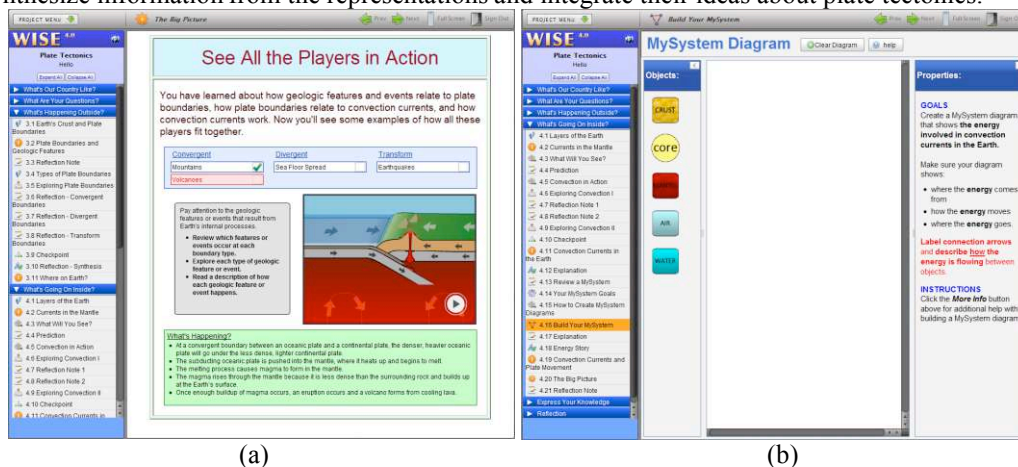 nthesize information from the representations and integrate their ideas about plate tectonics.
PROJECT MENU
The Big Picture
Prev
Next
Full Screen
Sign Out
WISE 4.0
Plate Tectonics
Hello
Expand All
Collapse All
What's Our Country Like?
What Are Your Questions?
What's Happening Outside?
3.1 Earth's Crust and Plate
Boundaries
3.2 Plate Boundaries and
Geologic Features
3.3 Reflection Note
3.4 Types of Plate Boundaries
3.5 Exploring Plate Boundaries
3.6 Reflection - Convergent
Boundaries
3.7 Reflection - Divergent
Boundaries
3.8 Reflection - Transform
Boundaries
3.9 Checkpoint
3.10 Reflection - Synthesis
3.11 Where on Earth?
What's Going On Inside?
4.1 Layers of the Earth
4.2 Currents in the Mantle
4.3 What Will You See?
4.4 Prediction
4.5 Convection in Action
4.6 Exploring Convection I
4.7 Reflection Note 1
4.8 Reflection Note 2
4.9 Exploring Convection II
4.10 Checkpoint
4.11 Convection Currents in
See All the Players in Action
You have learned about how geologic features and events relate to plate
boundaries, how plate boundaries relate to convection currents, and how
convection currents work. Now you'll see some examples of how all these
players fit together.
Convergent
Divergent
Transform
Mountains
Sea Floor Spread
Earthquakes
Volcanoes
Pay attention to the geologic
features or events that result from
Earth's internal processes.
• Review which features or
events occur at each
boundary type.
• Explore each type of
geologic feature or event.
• Read a description of how
each geologic feature or
event happens.
What's Happening?
• At a convergent boundary between an oceanic plate and a continental plate, the denser, heavier oceanic
plate will go under the less dense, lighter continental plate.
• The subducting oceanic plate is pushed into the mantle, where it heats up and begins to melt.
• The melting process causes magma to form in the mantle.
• The magma rises through the mantle because it is less dense than the surrounding rock and builds up
at the Earth's surface.
• Once enough buildup of magma occurs, an eruption occurs and a volcano forms from cooling lava.
(a)
PROJECT MENU
Build Your MySystem
Prev
Next
Full Screen
Sign O
WISE 4.0
Plate Tectonics
Hello
Expand All
Collapse All
What's Our Country Like?
What Are Your Questions?
What's Happening Outside?
What's Going On Inside?
4.1 Layers of the Earth
4.2 Currents in the Mantle
4.3 What Will You See?
4.4 Prediction
4.5 Convection in Action
4.6 Exploring Convection I
4.7 Reflection Note 1
4.8 Reflection Note 2
4.9 Exploring Convection II
4.10 Checkpoint
4.11 Convection Currents in
the Earth
4.12 Explanation
4.13 Review a MySystem
4.14 Your MySystem Goals
4.15 How to Create MySystem
Diagrams
4.16 Build Your MySystem
4.17 Explanation
4.18 Energy Story
4.19 Convection Currents and
Plate Movement
4.20 The Big Picture
4.21 Reflection Note
Express Your Knowledge
Reflection
MySystem Diagram
Clear Diagram
help
Objects:
CRUST
core
AIR
WATER
Properties:
GOALS
Create a MySystem diagram
that shows the energy
involved in convection
currents in the Earth.
Make sure your diagram
shows:
• where the energy comes
from
• how the energy moves
• where the energy goes.
Label connection arrows
and describe how the
energy is flowing between
objects.
INSTRUCTIONS
Click the More Info button
above for additional help with
building a MySystem diagram
(b)